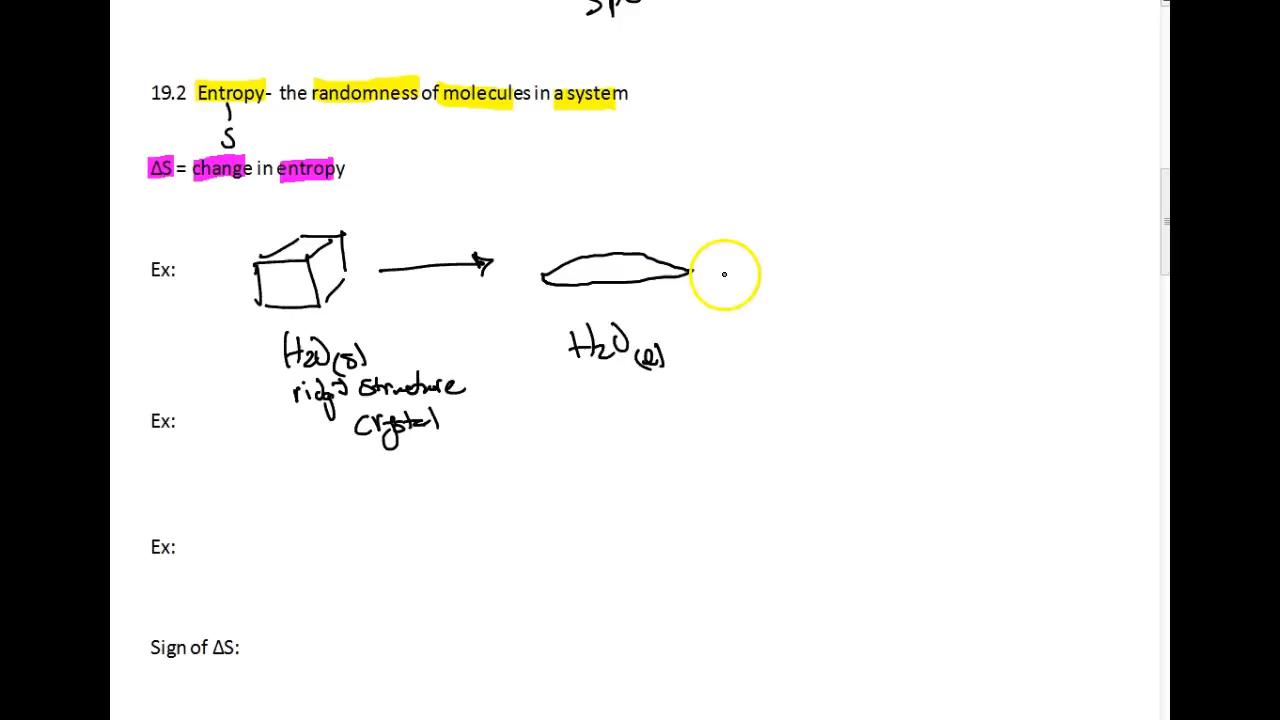 19.2 Entropy- the randomness of molecules in a system
S
ΔS = change in entropy
Ex:
H2O(s)
H2O(l)
rigid structure
crystal
Ex:
Ex:
Sign of ΔS: